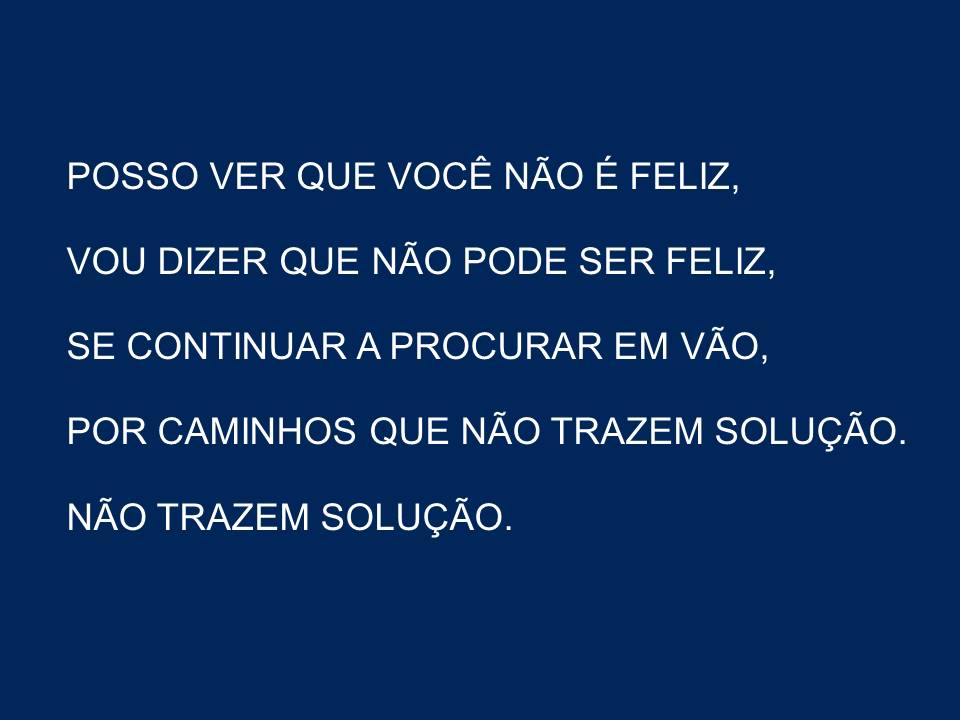 POSSO VER QUE VOCÊ NÃO É FELIZ,
VOU DIZER QUE NÃO PODE SER FELIZ,
SE CONTINUAR A PROCURAR EM VÃO,
POR CAMINHOS QUE NÃO TRAZEM SOLUÇÃO.
NÃO TRAZEM SOLUÇÃO.